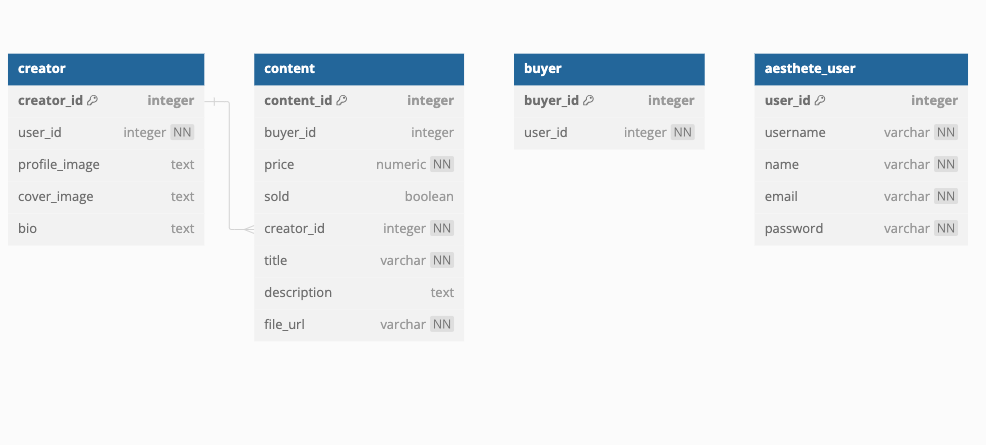 creator
creator_id integer
user_id integer NN
profile_image text
cover_image text
bio text
content
content_id integer
buyer_id integer
price numeric NN
sold boolean
creator_id integer NN
title varchar NN
description text
file_url varchar NN
buyer
buyer_id integer
user_id integer NN
aesthete_user
user_id integer
username varchar NN
name varchar NN
email varchar NN
password varchar NN